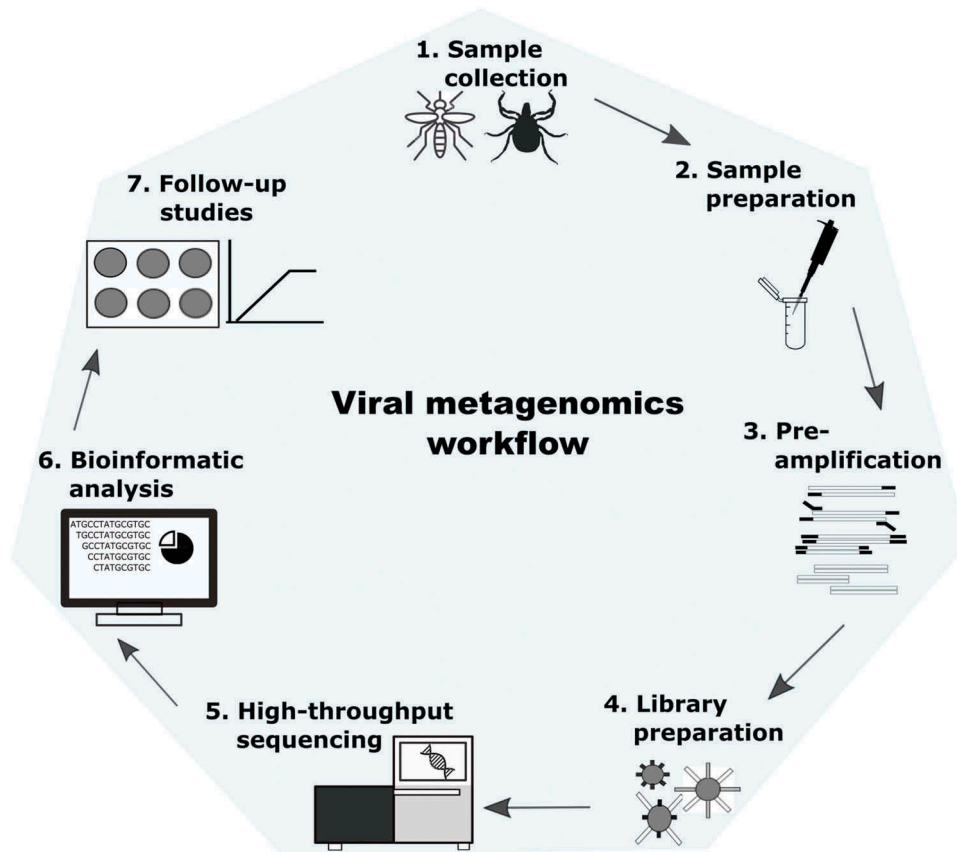 1. Sample
collection
2. Sample
preparation
3. Pre-
amplification
4. Library
preparation
5. High-throughput
sequencing
6. Bioinformatic
analysis
ATGCCTATGCGTGC
TGCCTATGCGTGC
GCCTATGCGTGC
CCTATGCGTGC
CTATGCGTGC
7. Follow-up
studies
Viral metagenomics
workflow